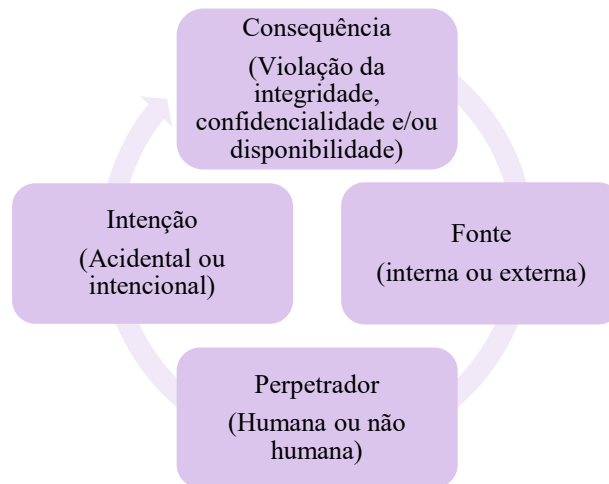 Consequência
(Violação da
integridade,
confidencialidade e/ou
disponibilidade)
Fonte
(interna ou externa)
Perpetrador
(Humana ou não
humana)
Intenção
(Acidental ou
intencional)